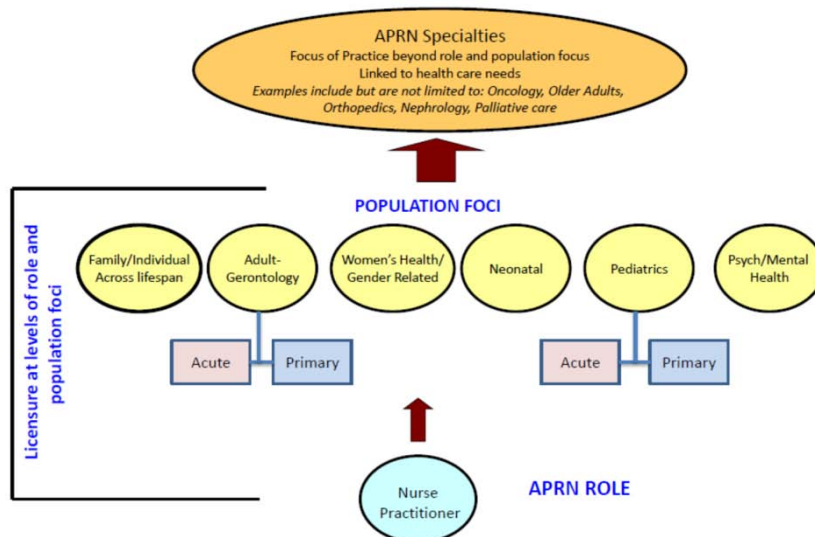 APRN Specialties
Focus of Practice beyond role and population focus
Linked to health care needs
Examples include but are not limited to: Oncology, Older Adults,
Orthopedics, Nephrology, Palliative care
POPULATION FOCI
Licensure at levels of role and
population foci
Family/Individual
Across lifespan
Adult-
Gerontology
Women's Health/
Gender Related
Neonatal
Pediatrics
Psych/Mental
Health
Acute
Primary
Acute
Primary
Nurse
Practitioner
APRN ROLE